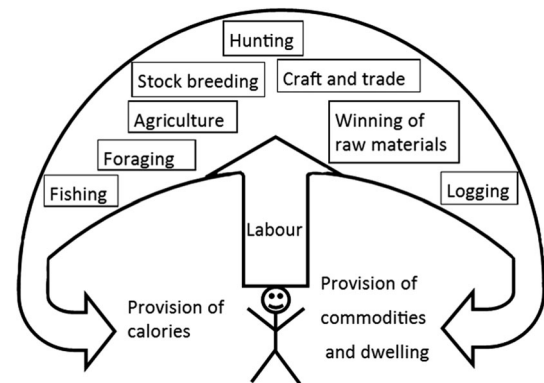 Hunting
Stock breeding
Craft and trade
Agriculture
Winning of
raw materials
Foraging
Fishing
Logging
Labour
Provision of
calories
Provision of
commodities
and dwelling